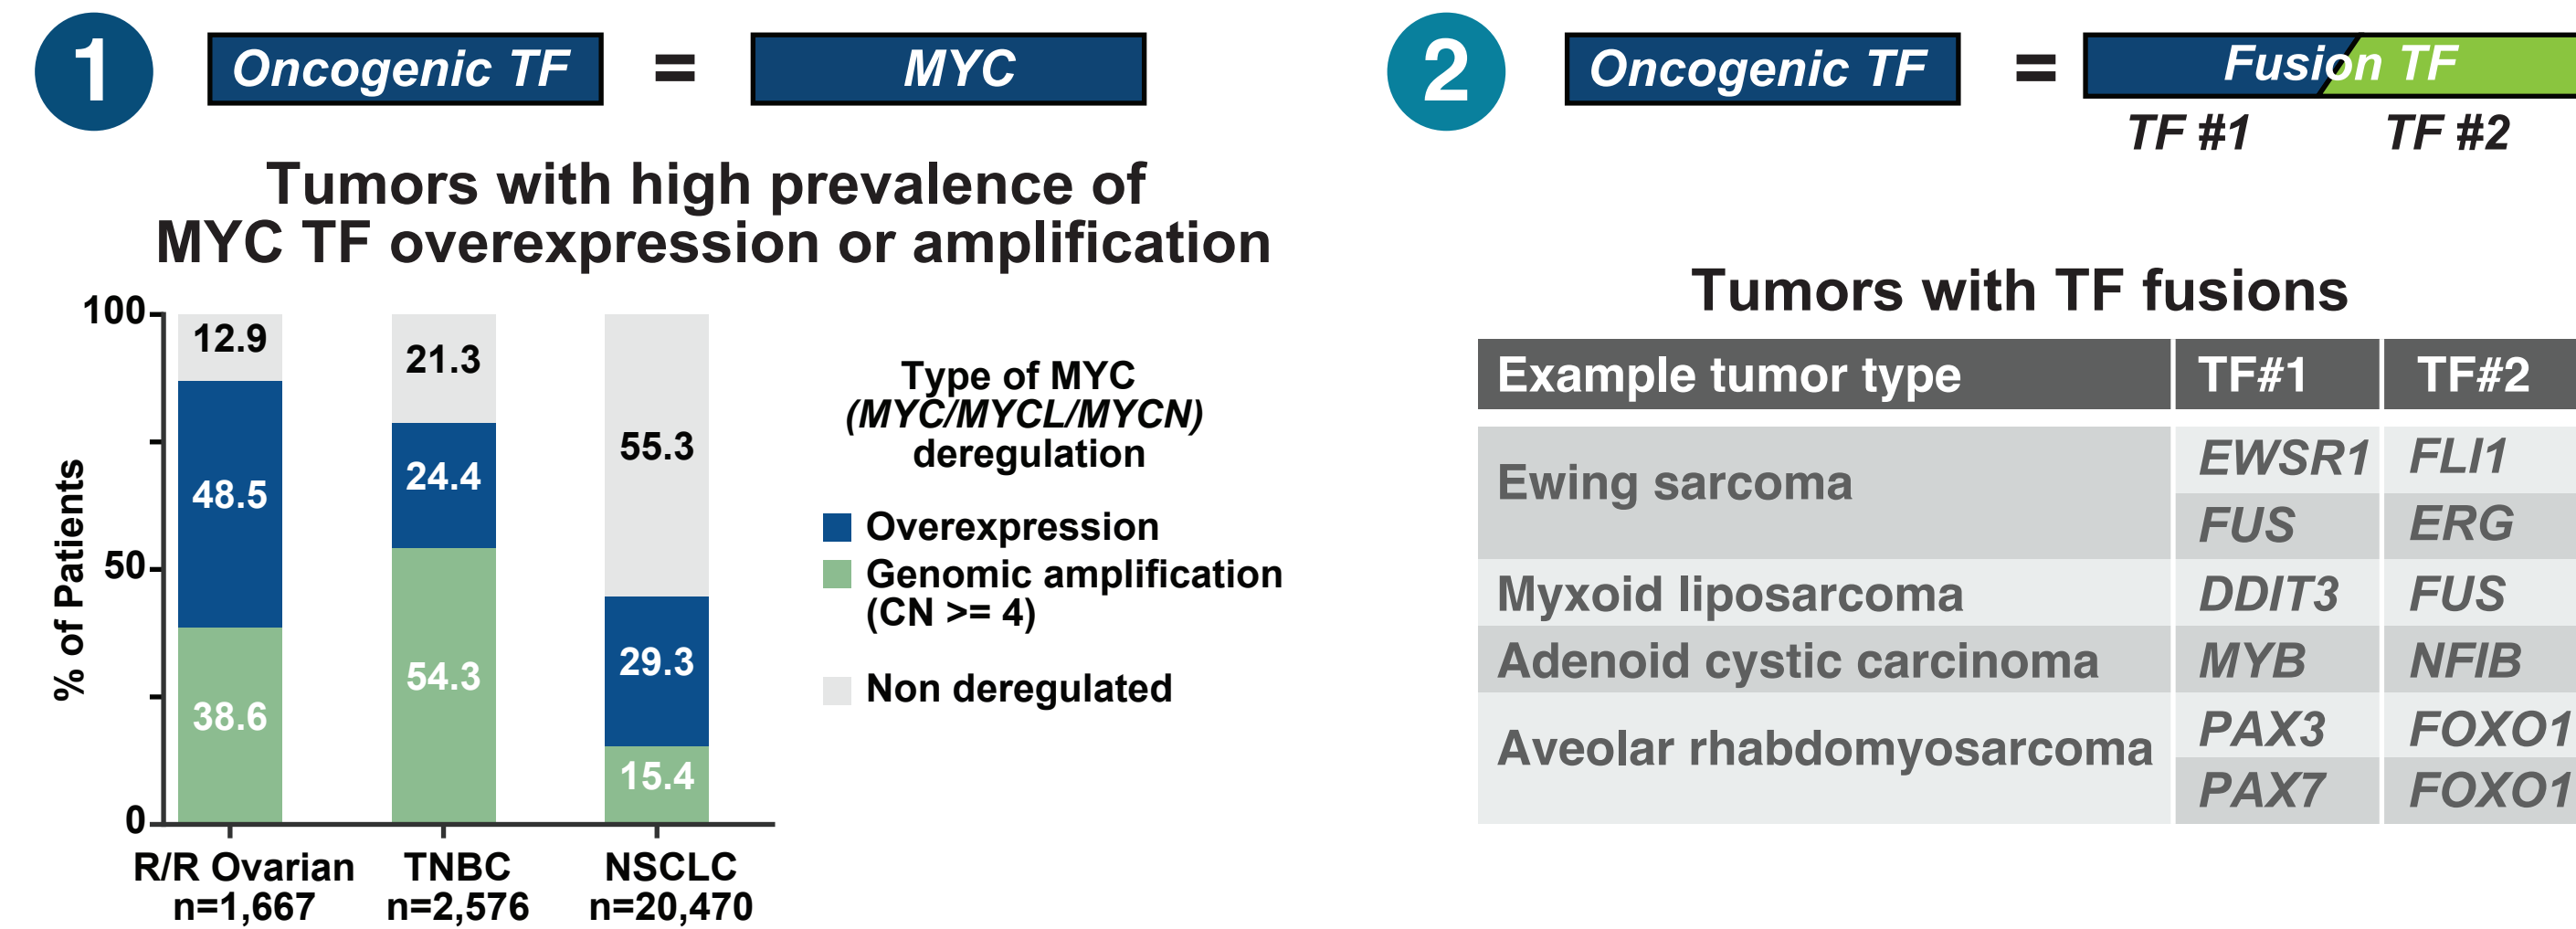 1
Oncogenic TF = MYC
Tumors with high prevalence of
MYC TF overexpression or amplification
% of Patients
100
50
0
12.9
48.5
38.6
21.3
24.4
54.3
55.3
29.3
15.4
R/R Ovarian
n=1,667
TNBC
n=2,576
NSCLC
n=20,470
Type of MYC
(MYC/MYCL/MYCN)
deregulation
Overexpression
Genomic amplification
(CN >= 4)
Non deregulated
2
Oncogenic TF = Fusion TF
TF #1 TF #2
Tumors with TF fusions
Example tumor type TF#1 TF#2
Ewing sarcoma
EWSR1 FLI1
FUS ERG
Myxoid liposarcoma DDIT3 FUS
Adenoid cystic carcinoma MYB NFIB
Aveolar rhabdomyosarcoma
PAX3 FOXO1
PAX7 FOXO1